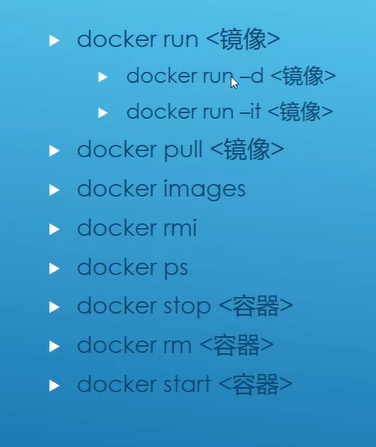 docker run <镜像>
docker run –d <镜像>
docker run –it <镜像>
docker pull <镜像>
docker images
docker rmi
docker ps
docker stop <容器>
docker rm <容器>
docker start <容器>